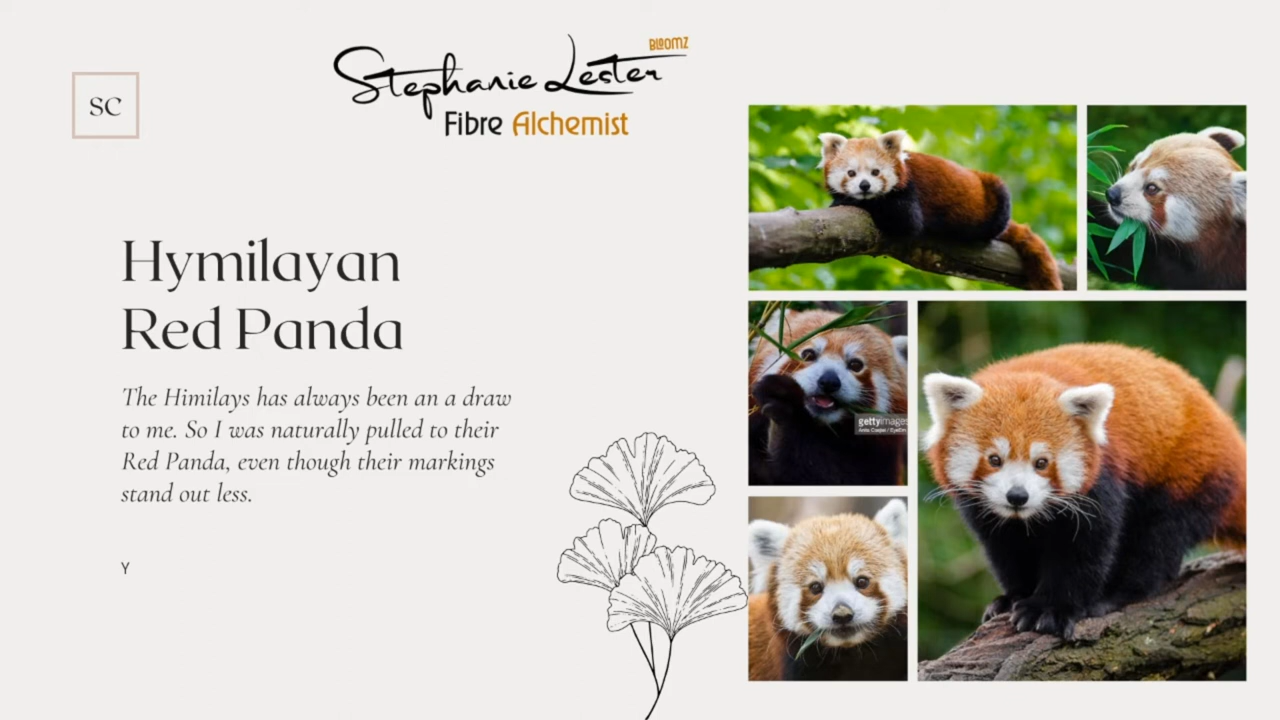 BLOOMZ
Stephanie Lester
Fibre Alchemist
SC
Hymilayan
Red Panda
The Himilays has always been an a draw
to me. So I was naturally pulled to their
Red Panda, even though their markings
stand out less.
Y
gettyimages